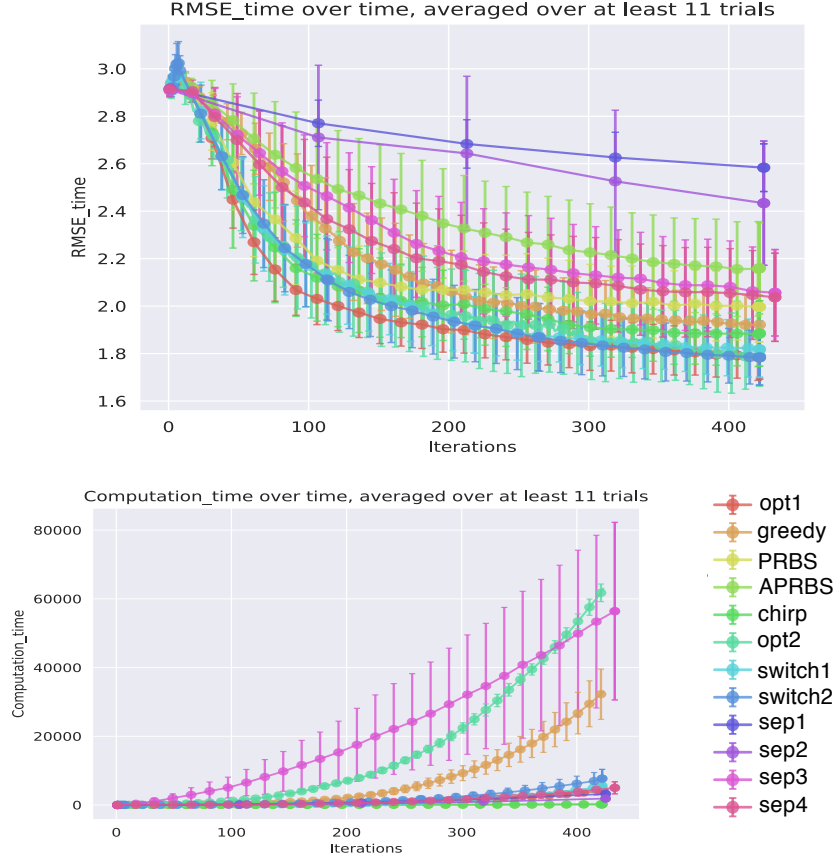 RMSE_time over time, averaged over at least 11 trials
3.0
2.8
2.6
2.4
2.2
2.0
1.8
1.6
RMSE_time
0 100 200 300 400
Iterations
Computation_time over time, averaged over at least 11 trials
80000
60000
40000
20000
0
Computation_time
0 100 200 300 400
Iterations
opt1
greedy
PRBS
APRBS
chirp
opt2
switch1
switch2
sep1
sep2
sep3
sep4